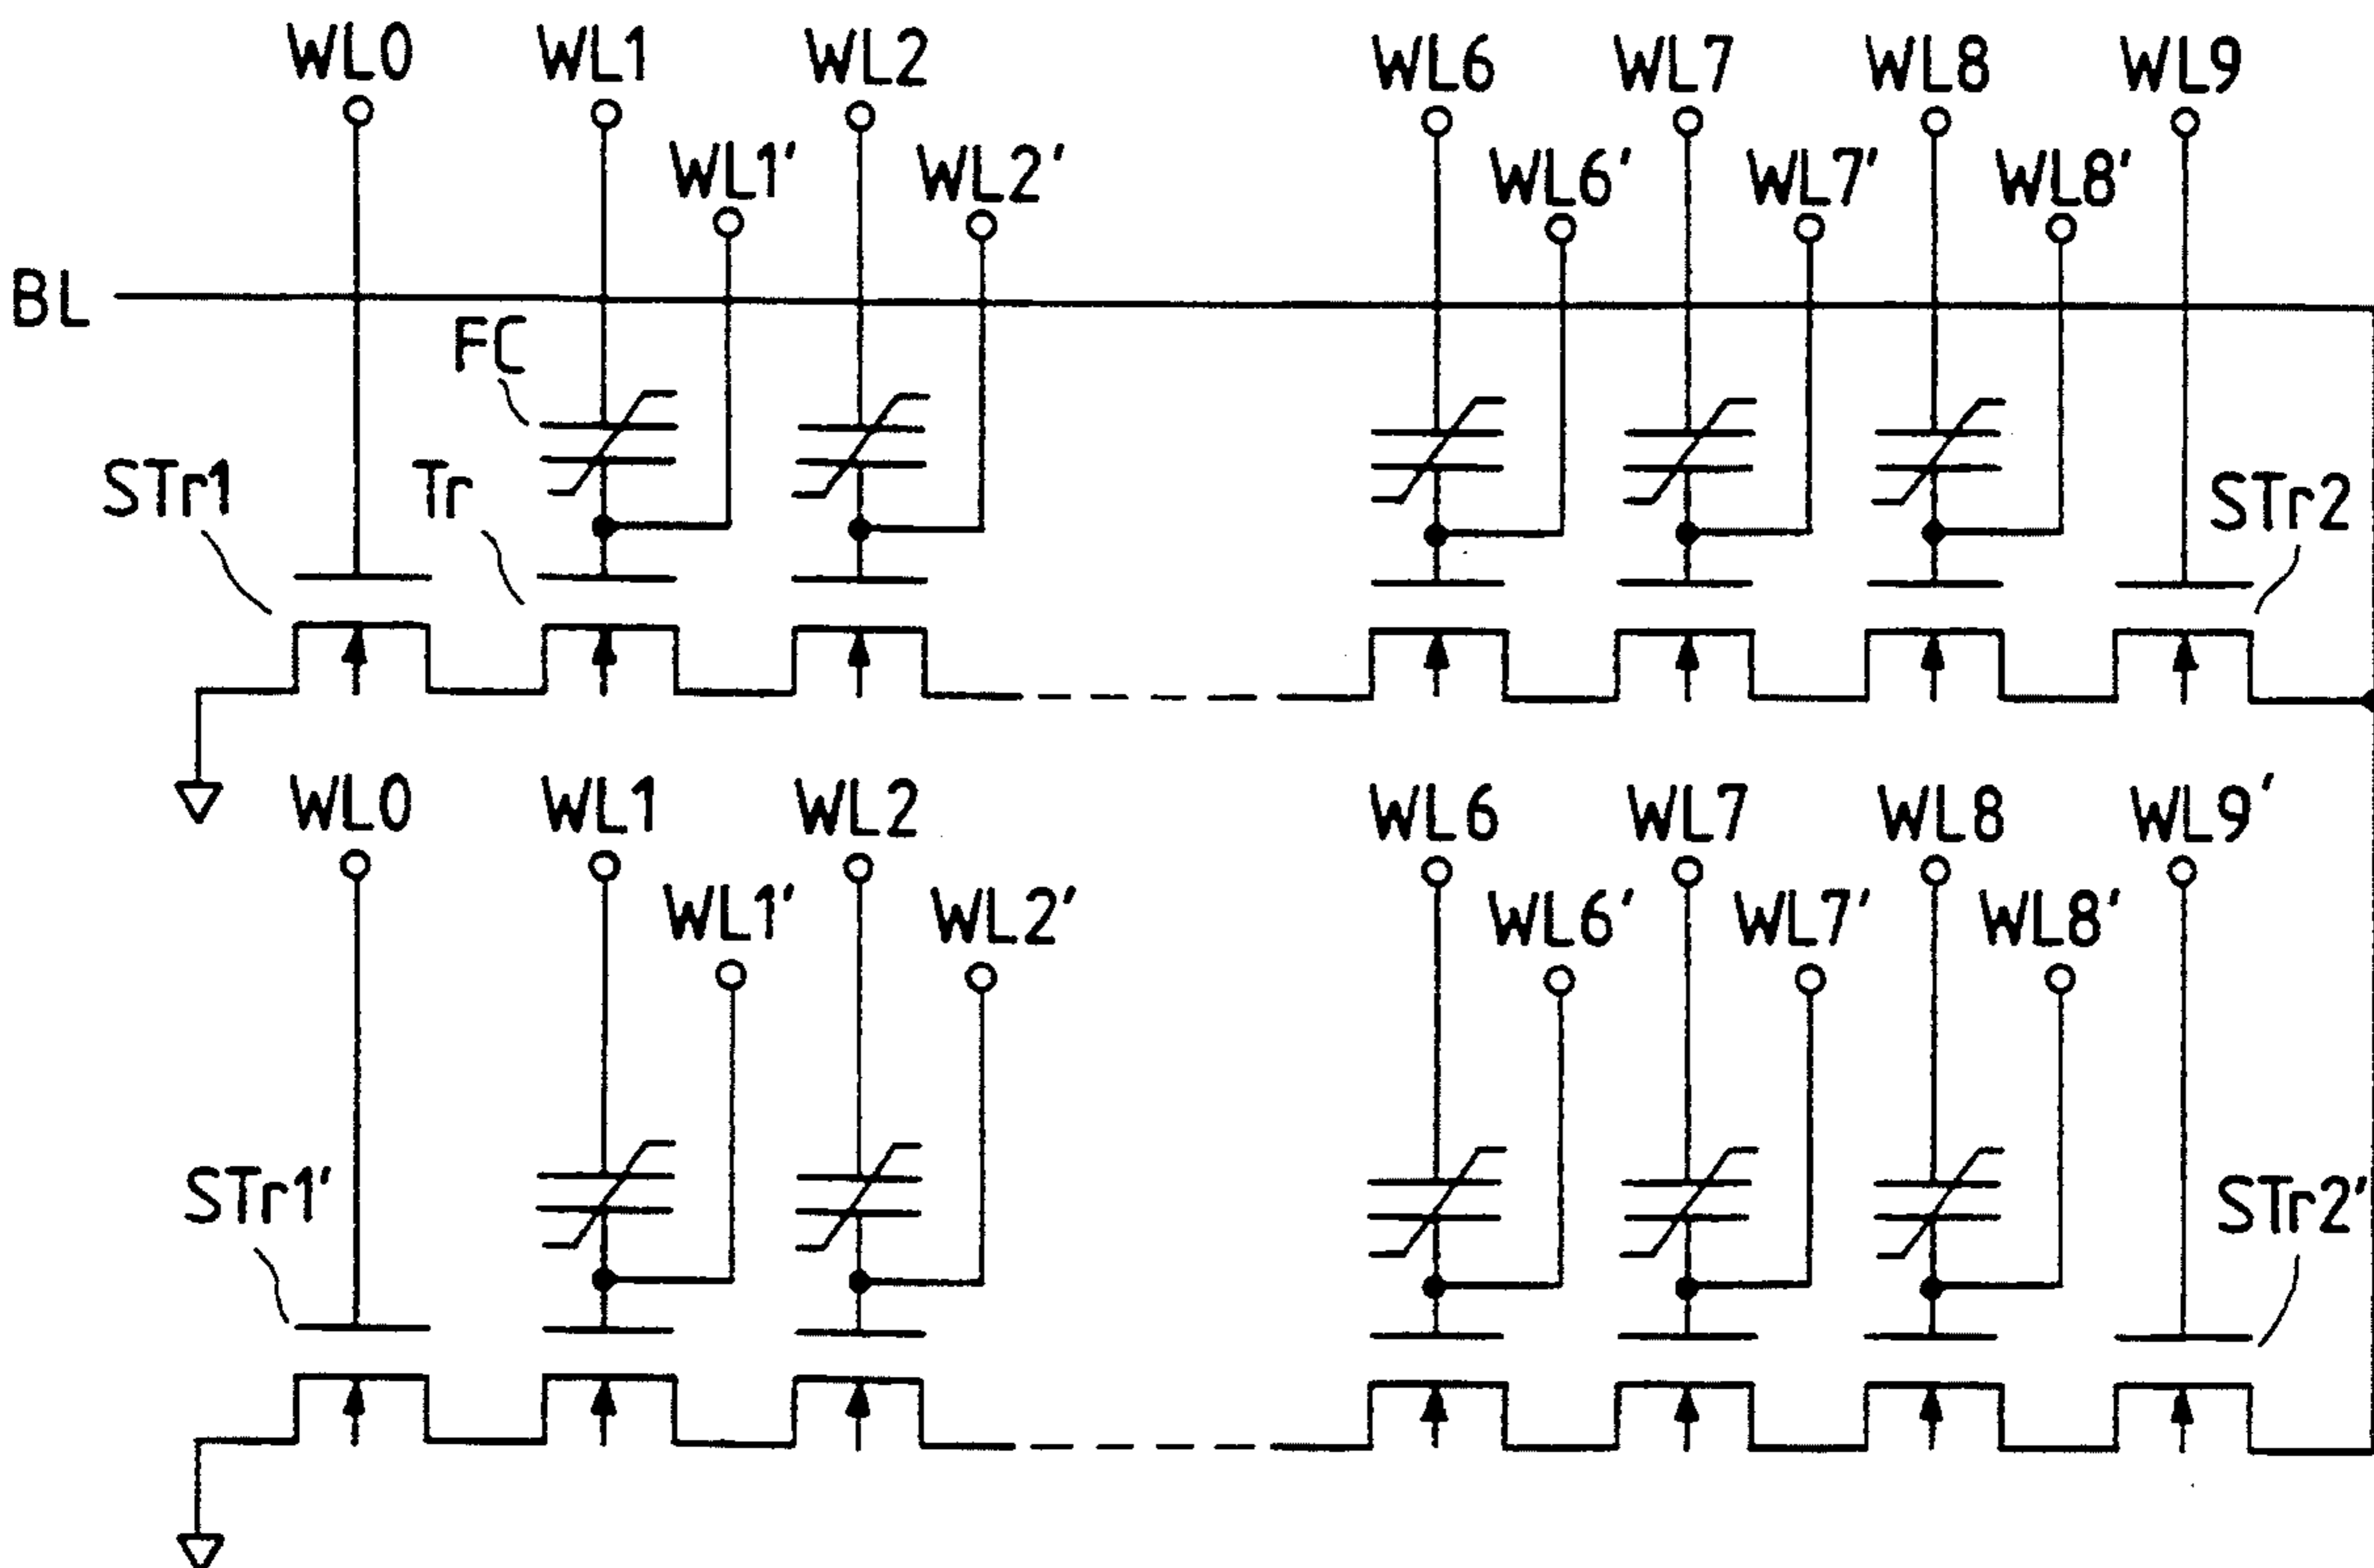 WL0 WL1 WL2 WL6 WL7 WL8 WL9
WL1' WL2' WL6' WL7' WL8'
BL
FC
STr1 Tr STr2
WL0 WL1 WL2 WL6 WL7 WL8 WL9'
WL1' WL2' WL6' WL7' WL8'
STr1' STr2'